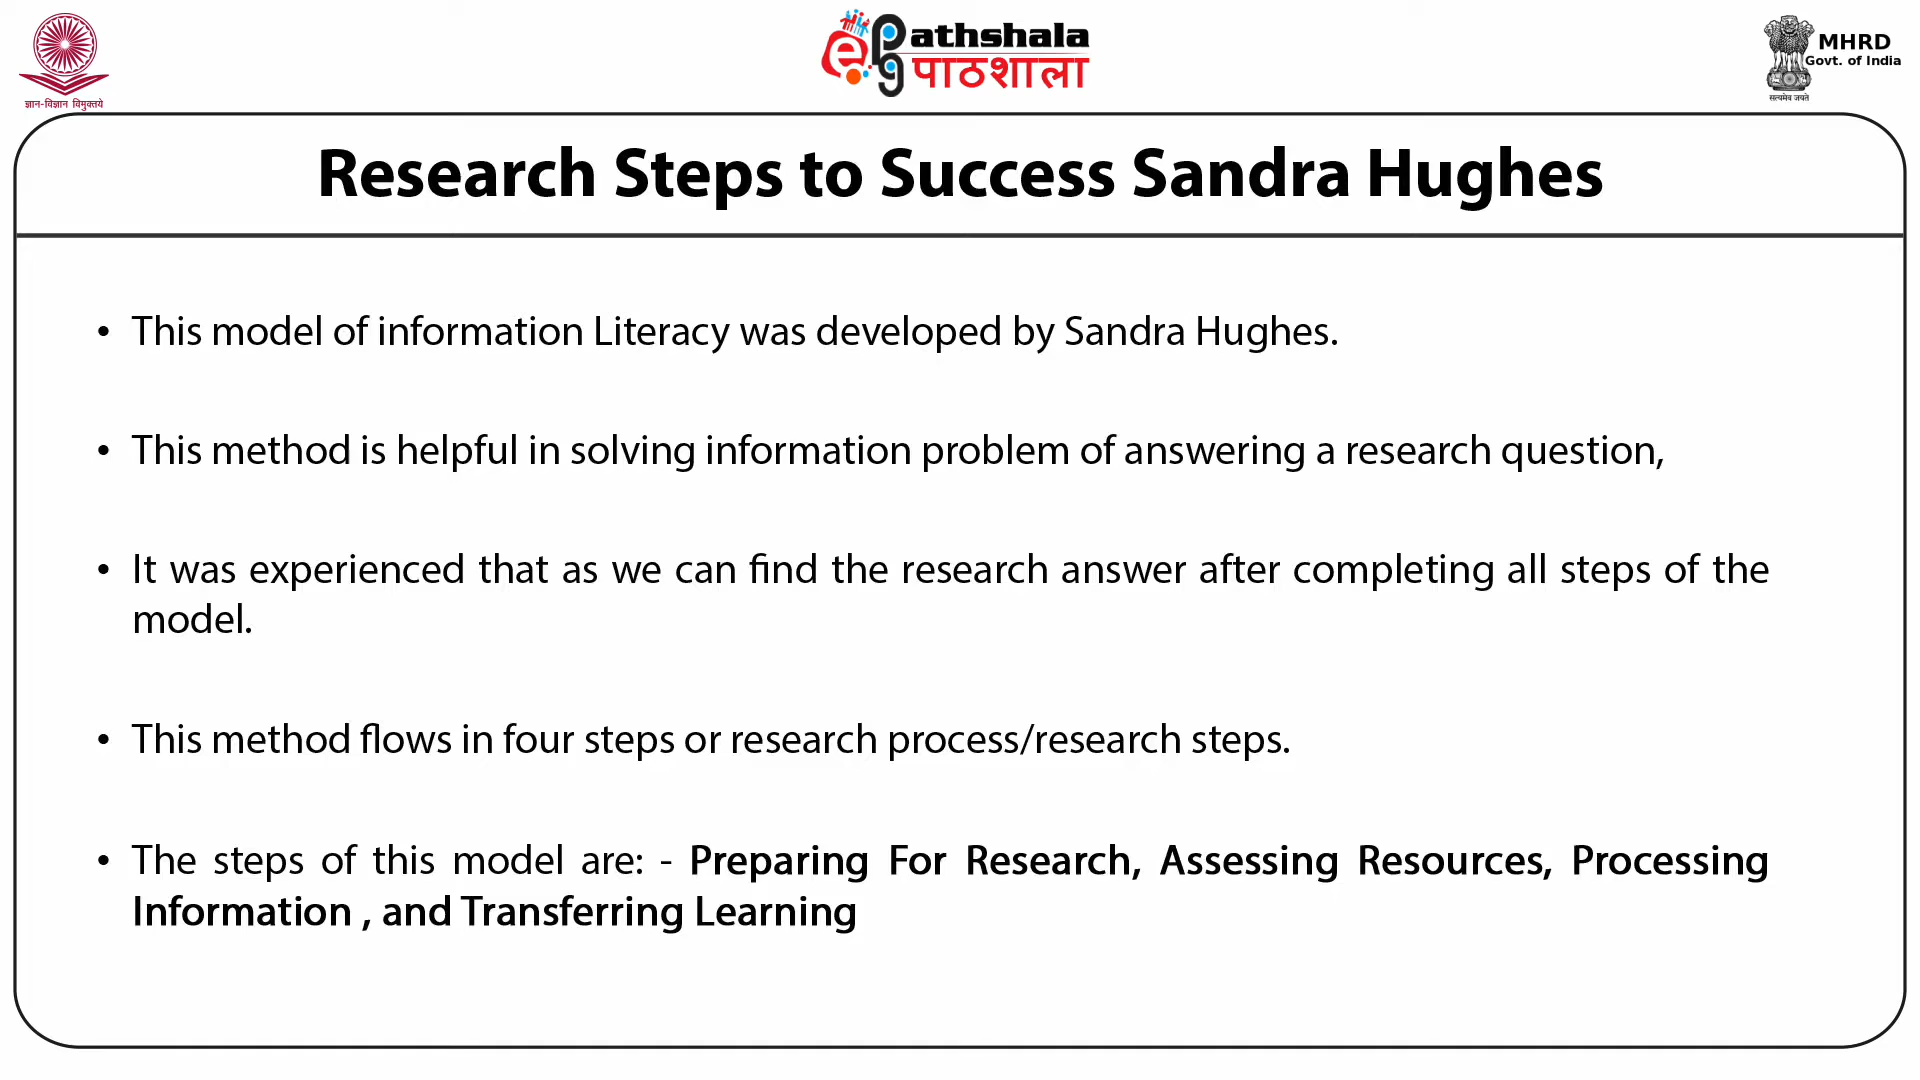 ज्ञान-विज्ञान विमुक्तये
ePathshala
पाठशाला
MHRD
Govt. of India
सत्यमेव जयते
Research Steps to Success Sandra Hughes
• This model of information Literacy was developed by Sandra Hughes.
• This method is helpful in solving information problem of answering a research question,
• It was experienced that as we can find the research answer after completing all steps of the
model.
• This method flows in four steps or research process/research steps.
• The steps of this model are: - Preparing For Research, Assessing Resources, Processing
Information , and Transferring Learning